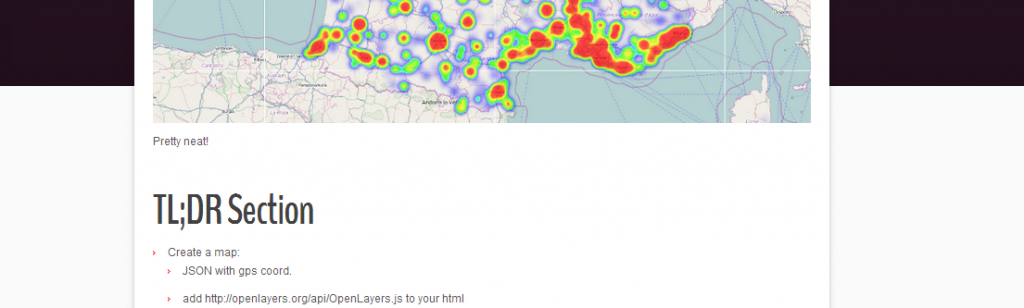 Pretty neat!
TL;DR Section
Create a map:
JSON with gps coord.
add http://openlayers.org/api/OpenLayers.js to your html